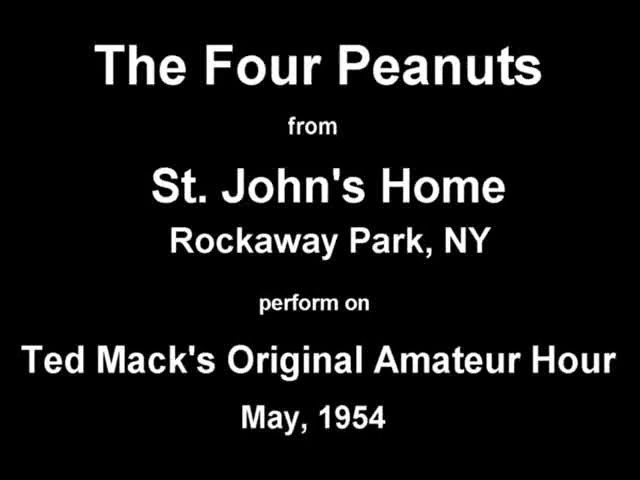 The Four Peanuts
from
St. John's Home
Rockaway Park, NY
perform on
Ted Mack's Original Amateur Hour
May, 1954